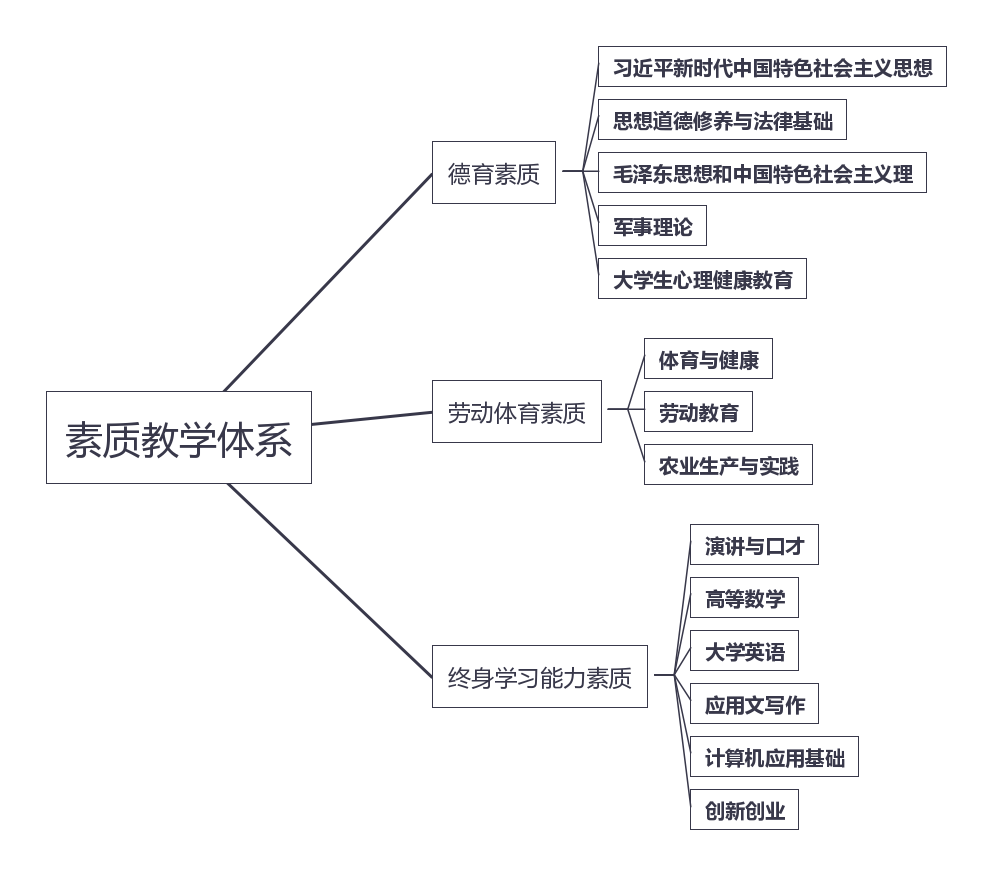 素质教学体系
德育素质
习近平新时代中国特色社会主义思想
思想道德修养与法律基础
毛泽东思想和中国特色社会主义理
军事理论
大学生心理健康教育
劳动体育素质
体育与健康
劳动教育
农业生产与实践
终身学习能力素质
演讲与口才
高等数学
大学英语
应用文写作
计算机应用基础
创新创业